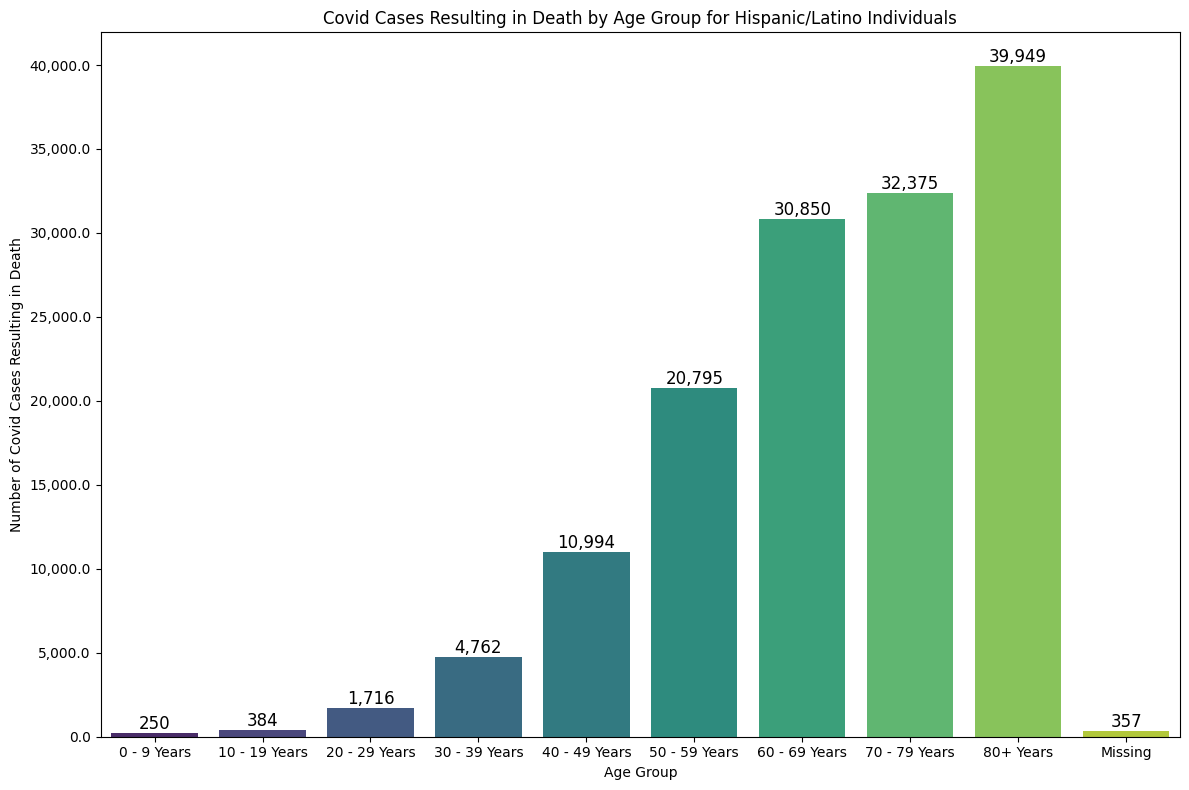 Covid Cases Resulting in Death by Age Group for Hispanic/Latino Individuals
Number of Covid Cases Resulting in Death
40,000.0
35,000.0
30,000.0
25,000.0
20,000.0
15,000.0
10,000.0
5,000.0
0.0
250
384
1,716
4,762
10,994
20,795
30,850
32,375
39,949
357
0 - 9 Years
10 - 19 Years
20 - 29 Years
30 - 39 Years
40 - 49 Years
50 - 59 Years
60 - 69 Years
70 - 79 Years
80+ Years
Missing
Age Group